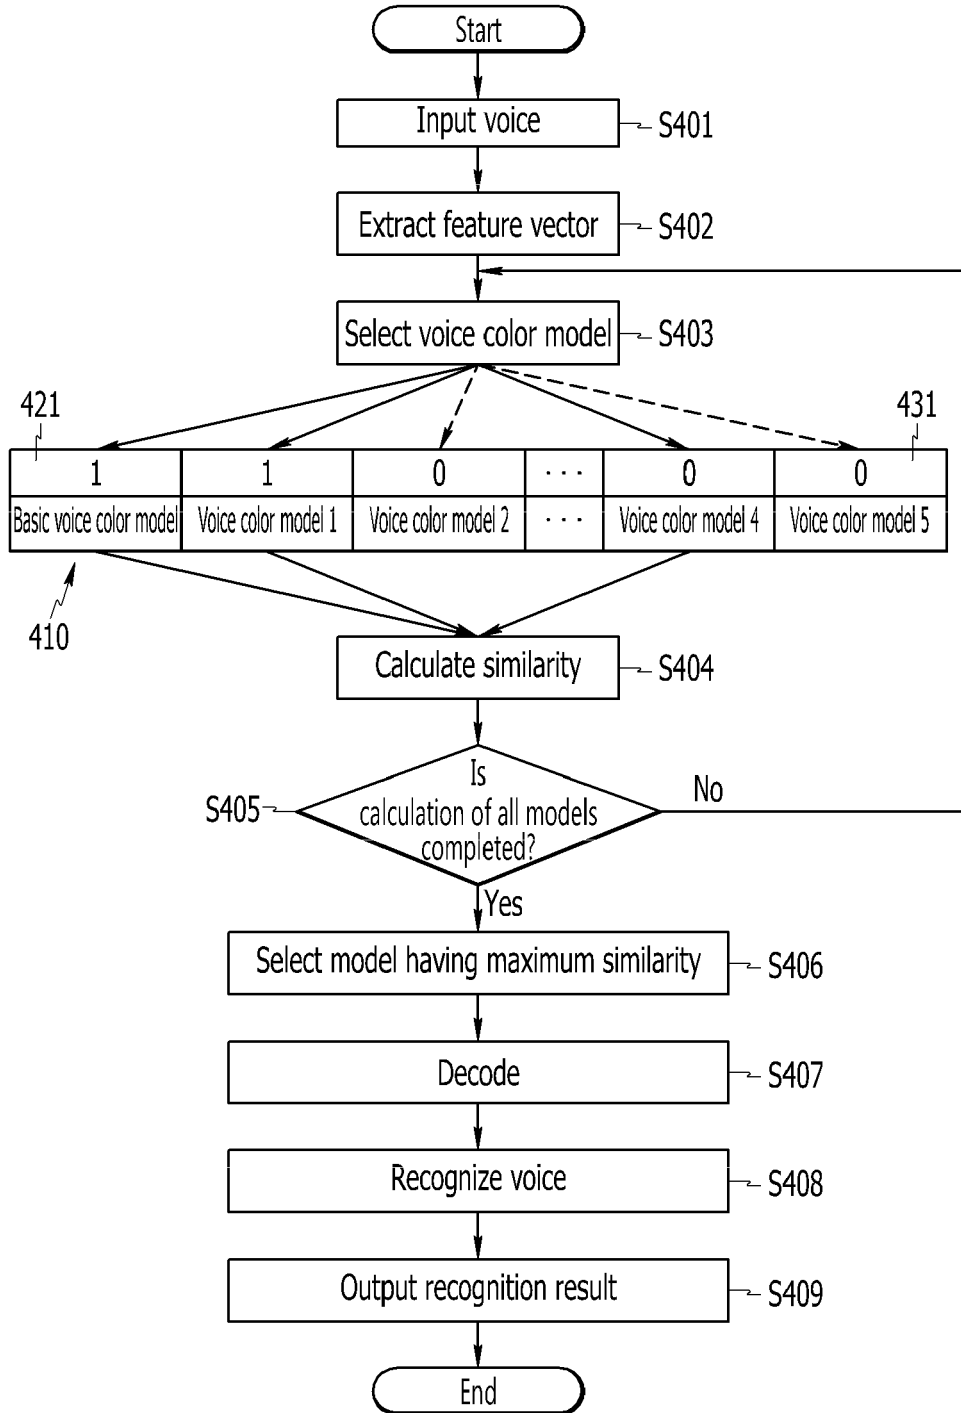 Start
Input voice
S401
Extract feature vector
S402
Select voice color model
S403
421
431
1 1 0 ··· 0 0
Basic voice color model Voice color model 1 Voice color model 2 ··· Voice color model 4 Voice color model 5
410
Calculate similarity
S404
Is
calculation of all models
completed?
S405
No
Yes
Select model having maximum similarity
S406
Decode
S407
Recognize voice
S408
Output recognition result
S409
End